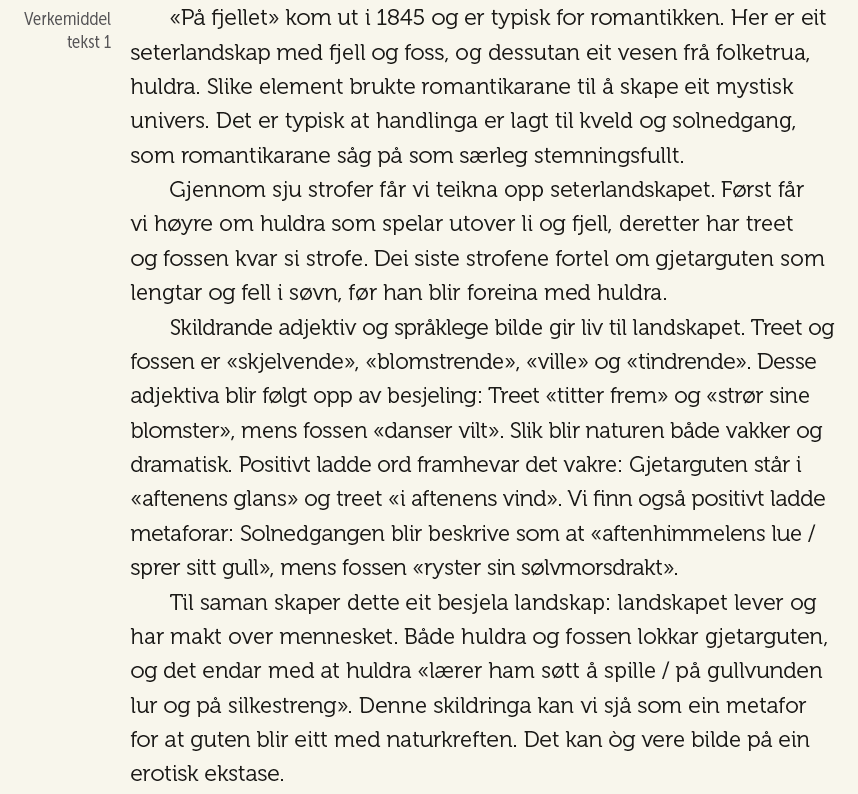 Verkemiddel
tekst 1
«På fjellet» kom ut i 1845 og er typisk for romantikken. Her er eit
seterlandskap med fjell og foss, og dessutan eit vesen frå folketrua,
huldra. Slike element brukte romantikarane til å skape eit mystisk
univers. Det er typisk at handlinga er lagt til kveld og solnedgang,
som romantikarane såg på som særleg stemningsfullt.
Gjennom sju strofer får vi teikna opp seterlandskapet. Først får
vi høyre om huldra som spelar utover li og fjell, deretter har treet
og fossen kvar si strofe. Dei siste strofene fortel om gjetarguten som
lengtar og fell i søvn, før han blir foreina med huldra.
Skildrande adjektiv og språklege bilde gir liv til landskapet. Treet og
fossen er «skjelvende», «blomstrende», «ville» og «tindrende». Desse
adjektiva blir følgt opp av besjeling: Treet «titter frem» og «strør sine
blomster», mens fossen «danser vilt». Slik blir naturen både vakker og
dramatisk. Positivt ladde ord framhevar det vakre: Gjetarguten står i
«aftenens glans» og treet «i aftenens vind». Vi finn også positivt ladde
metaforar: Solnedgangen blir beskrive som at «aftenhimmelens lue /
sprer sitt gull», mens fossen «ryster sin sølvmorsdrakt».
Til saman skaper dette eit besjela landskap: landskapet lever og
har makt over mennesket. Både huldra og fossen lokkar gjetarguten,
og det endar med at huldra «lærer ham søtt å spille / på gullvunden
lur og på silkestreng». Denne skildringa kan vi sjå som ein metafor
for at guten blir eitt med naturkreften. Det kan òg vere bilde på ein
erotisk ekstase.